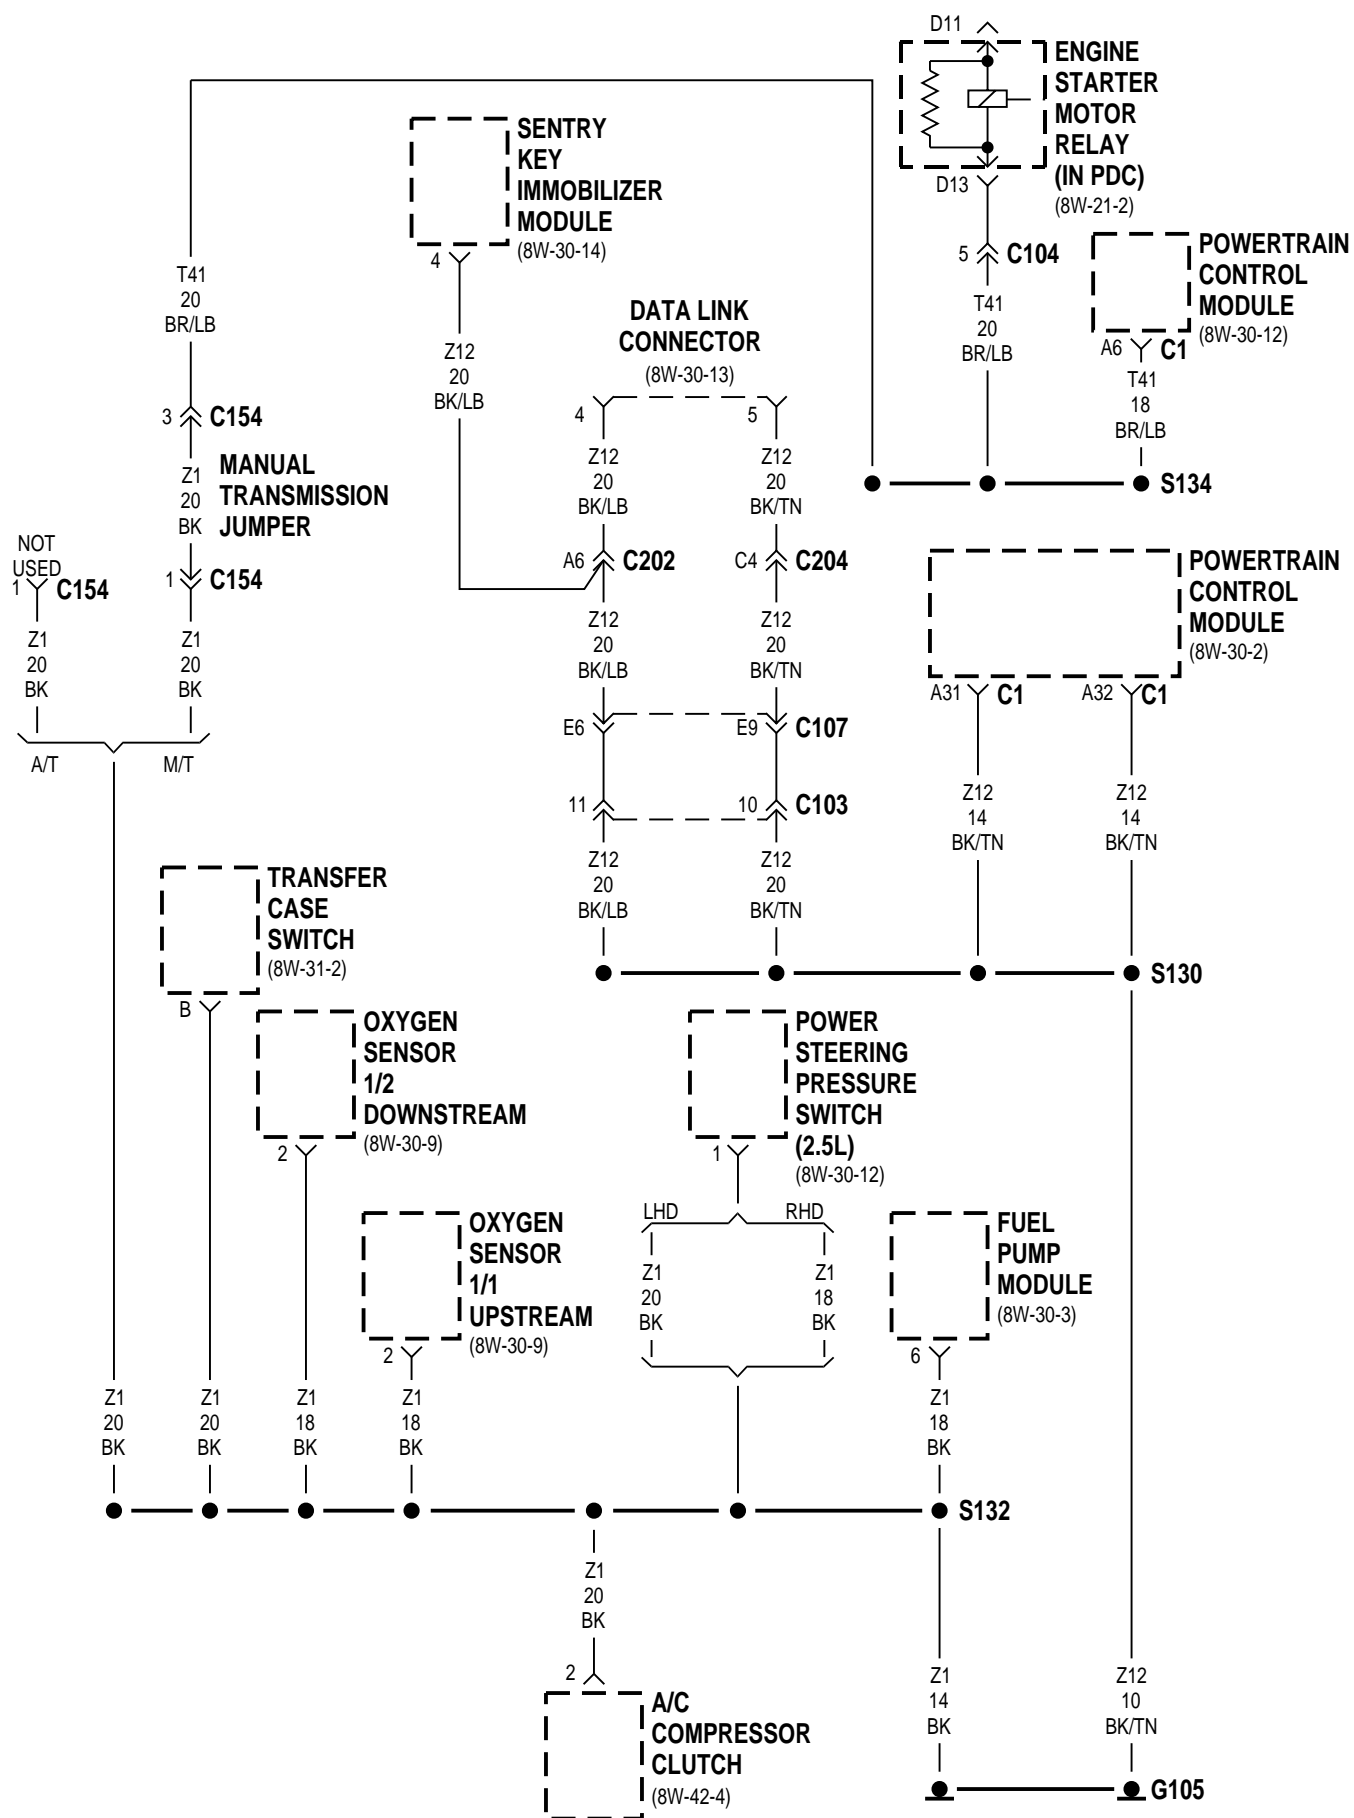 D11
ENGINE
STARTER
MOTOR
RELAY
(IN PDC)
(8W-21-2)
D13
5
C104
T41
20
BR/LB
SENTRY
KEY
IMMOBILIZER
MODULE
(8W-30-14)
4
Z12
20
BK/LB
POWERTRAIN
CONTROL
MODULE
(8W-30-12)
A6
C1
T41
18
BR/LB
S134
T41
20
BR/LB
3
C154
Z1
20
BK
MANUAL
TRANSMISSION
JUMPER
1
C154
NOT
USED
1
C154
Z1
20
BK
Z1
20
BK
A/T
M/T
DATA LINK
CONNECTOR
(8W-30-13)
4
5
Z12
20
BK/LB
Z12
20
BK/TN
A6
C202
C4
C204
Z12
20
BK/LB
Z12
20
BK/TN
E6
E9
C107
11
10
C103
Z12
20
BK/LB
Z12
20
BK/TN
POWERTRAIN
CONTROL
MODULE
(8W-30-2)
A31
C1
A32
C1
Z12
14
BK/TN
Z12
14
BK/TN
S130
TRANSFER
CASE
SWITCH
(8W-31-2)
B
OXYGEN
SENSOR
1/2
DOWNSTREAM
(8W-30-9)
2
OXYGEN
SENSOR
1/1
UPSTREAM
(8W-30-9)
2
POWER
STEERING
PRESSURE
SWITCH
(2.5L)
(8W-30-12)
1
LHD
RHD
Z1
20
BK
Z1
18
BK
FUEL
PUMP
MODULE
(8W-30-3)
6
Z1
20
BK
Z1
20
BK
Z1
18
BK
Z1
18
BK
Z1
18
BK
S132
Z1
20
BK
2
A/C
COMPRESSOR
CLUTCH
(8W-42-4)
Z1
14
BK
Z12
10
BK/TN
G105